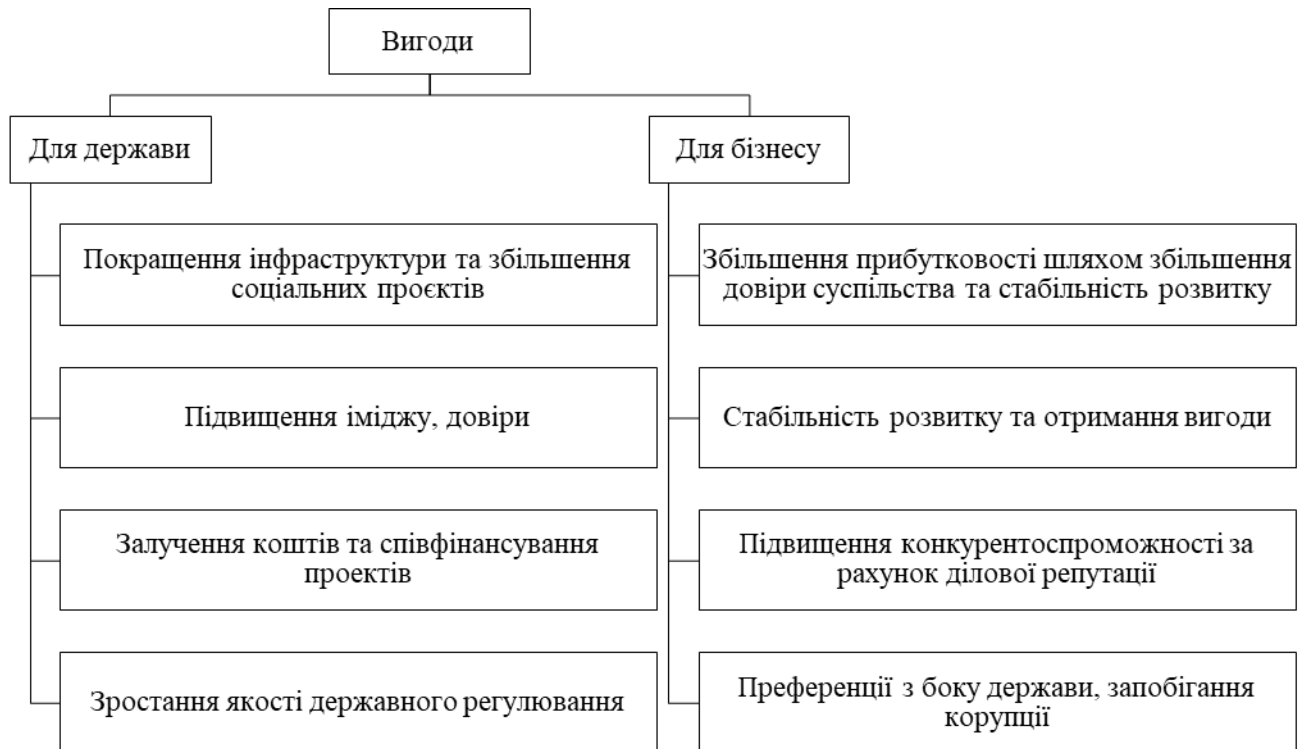 Вигоди
Для держави
Для бізнесу
Покращення інфраструктури та збільшення
соціальних проєктів
Збільшення прибутковості шляхом збільшення
довіри суспільства та стабільність розвитку
Підвищення іміджу, довіри
Стабільність розвитку та отримання вигоди
Залучення коштів та співфінансування
проектів
Підвищення конкурентоспроможності за
рахунок ділової репутації
Зростання якості державного регулювання
Преференції з боку держави, запобігання
корупції